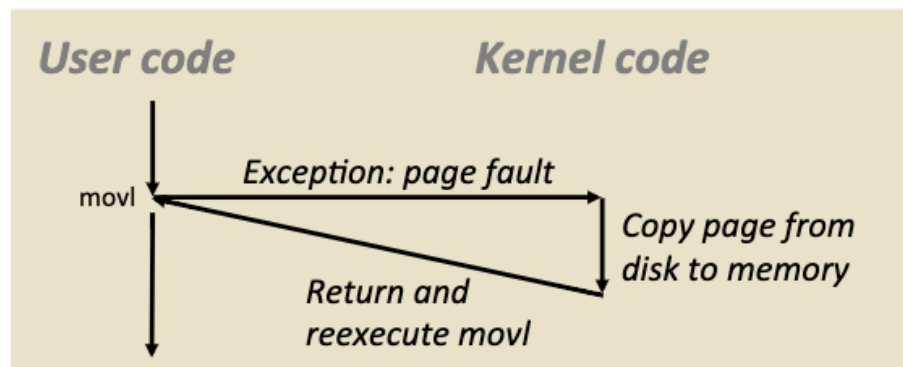 User code
Kernel code
Exception: page fault
movl
Copy page from
disk to memory
Return and
reexecute movl